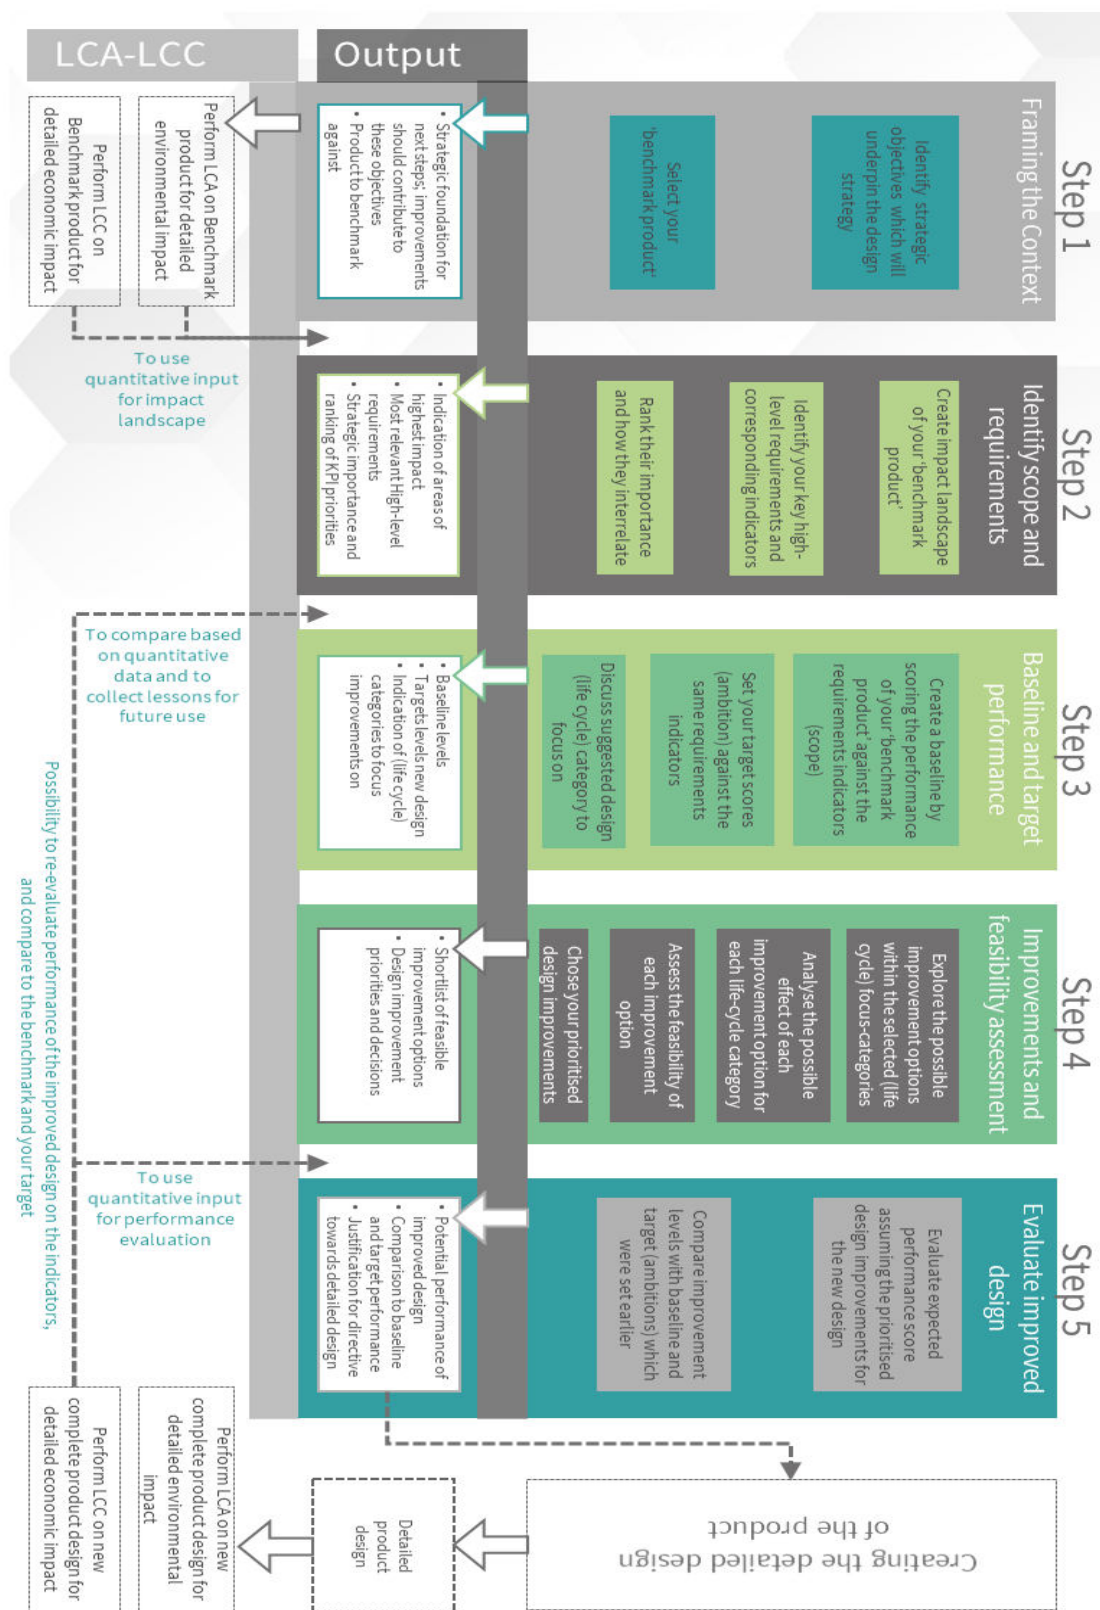 Step 1
Framing the Context
Identify strategic
objectives which will
underpin the design
strategy
Select your
‘benchmark product’
Step 2
Identify scope and
requirements
Create impact landscape
of your ‘benchmark
product’
Identify your key high-
level requirements and
corresponding indicators
Rank their importance
and how they interrelate
Step 3
Baseline and target
performance
Create a baseline by
scoring the performance
of your ‘benchmark
product’ against the
requirements indicators
(scope)
Set your target scores
(ambition) against the
same requirements
indicators
Discuss suggested design
(life cycle) category to
focus on
Step 4
Improvements and
feasibility assessment
Explore the possible
improvement options
within the selected (life
cycle) focus-categories
Analyse the possible
effect of each
improvement option for
each life-cycle category
Assess the feasibility of
each improvement
option
Chose your prioritised
design improvements
Step 5
Evaluate improved
design
Evaluate expected
performance score
assuming the prioritised
design improvements for
the new design
Compare improvement
levels with baseline and
target (ambitions) which
were set earlier
Creating the detailed design
of the product
Output
• Strategic foundation for
next steps; improvements
should contribute to
these objectives
• Product to benchmark
against
• Indication of areas of
highest impact
• Most relevant High-level
requirements
• Strategic importance and
ranking of KPI priorities
• Baseline levels
• Targets levels new design
• Indication of (life cycle)
categories to focus
improvements on
• Shortlist of feasible
improvement options
• Design improvement
priorities and decisions
• Potential performance of
improved design
• Comparison to baseline
and target performance
• Justification for directive
towards detailed design
Detailed
product
design
LCA-LCC
Perform LCA on Benchmark
product for detailed
environmental impact
Perform LCC on
Benchmark product for
detailed economic impact
To use
quantitative input
for impact
landscape
To compare based
on quantitative
data and to
collect lessons for
future use
To use
quantitative input
for performance
evaluation
Possibility to re-evaluate performance of the improved design on the indicators,
and compare to the benchmark and your target
Perform LCA on new
complete product design for
detailed environmental
impact
Perform LCC on new
complete product design for
detailed economic impact